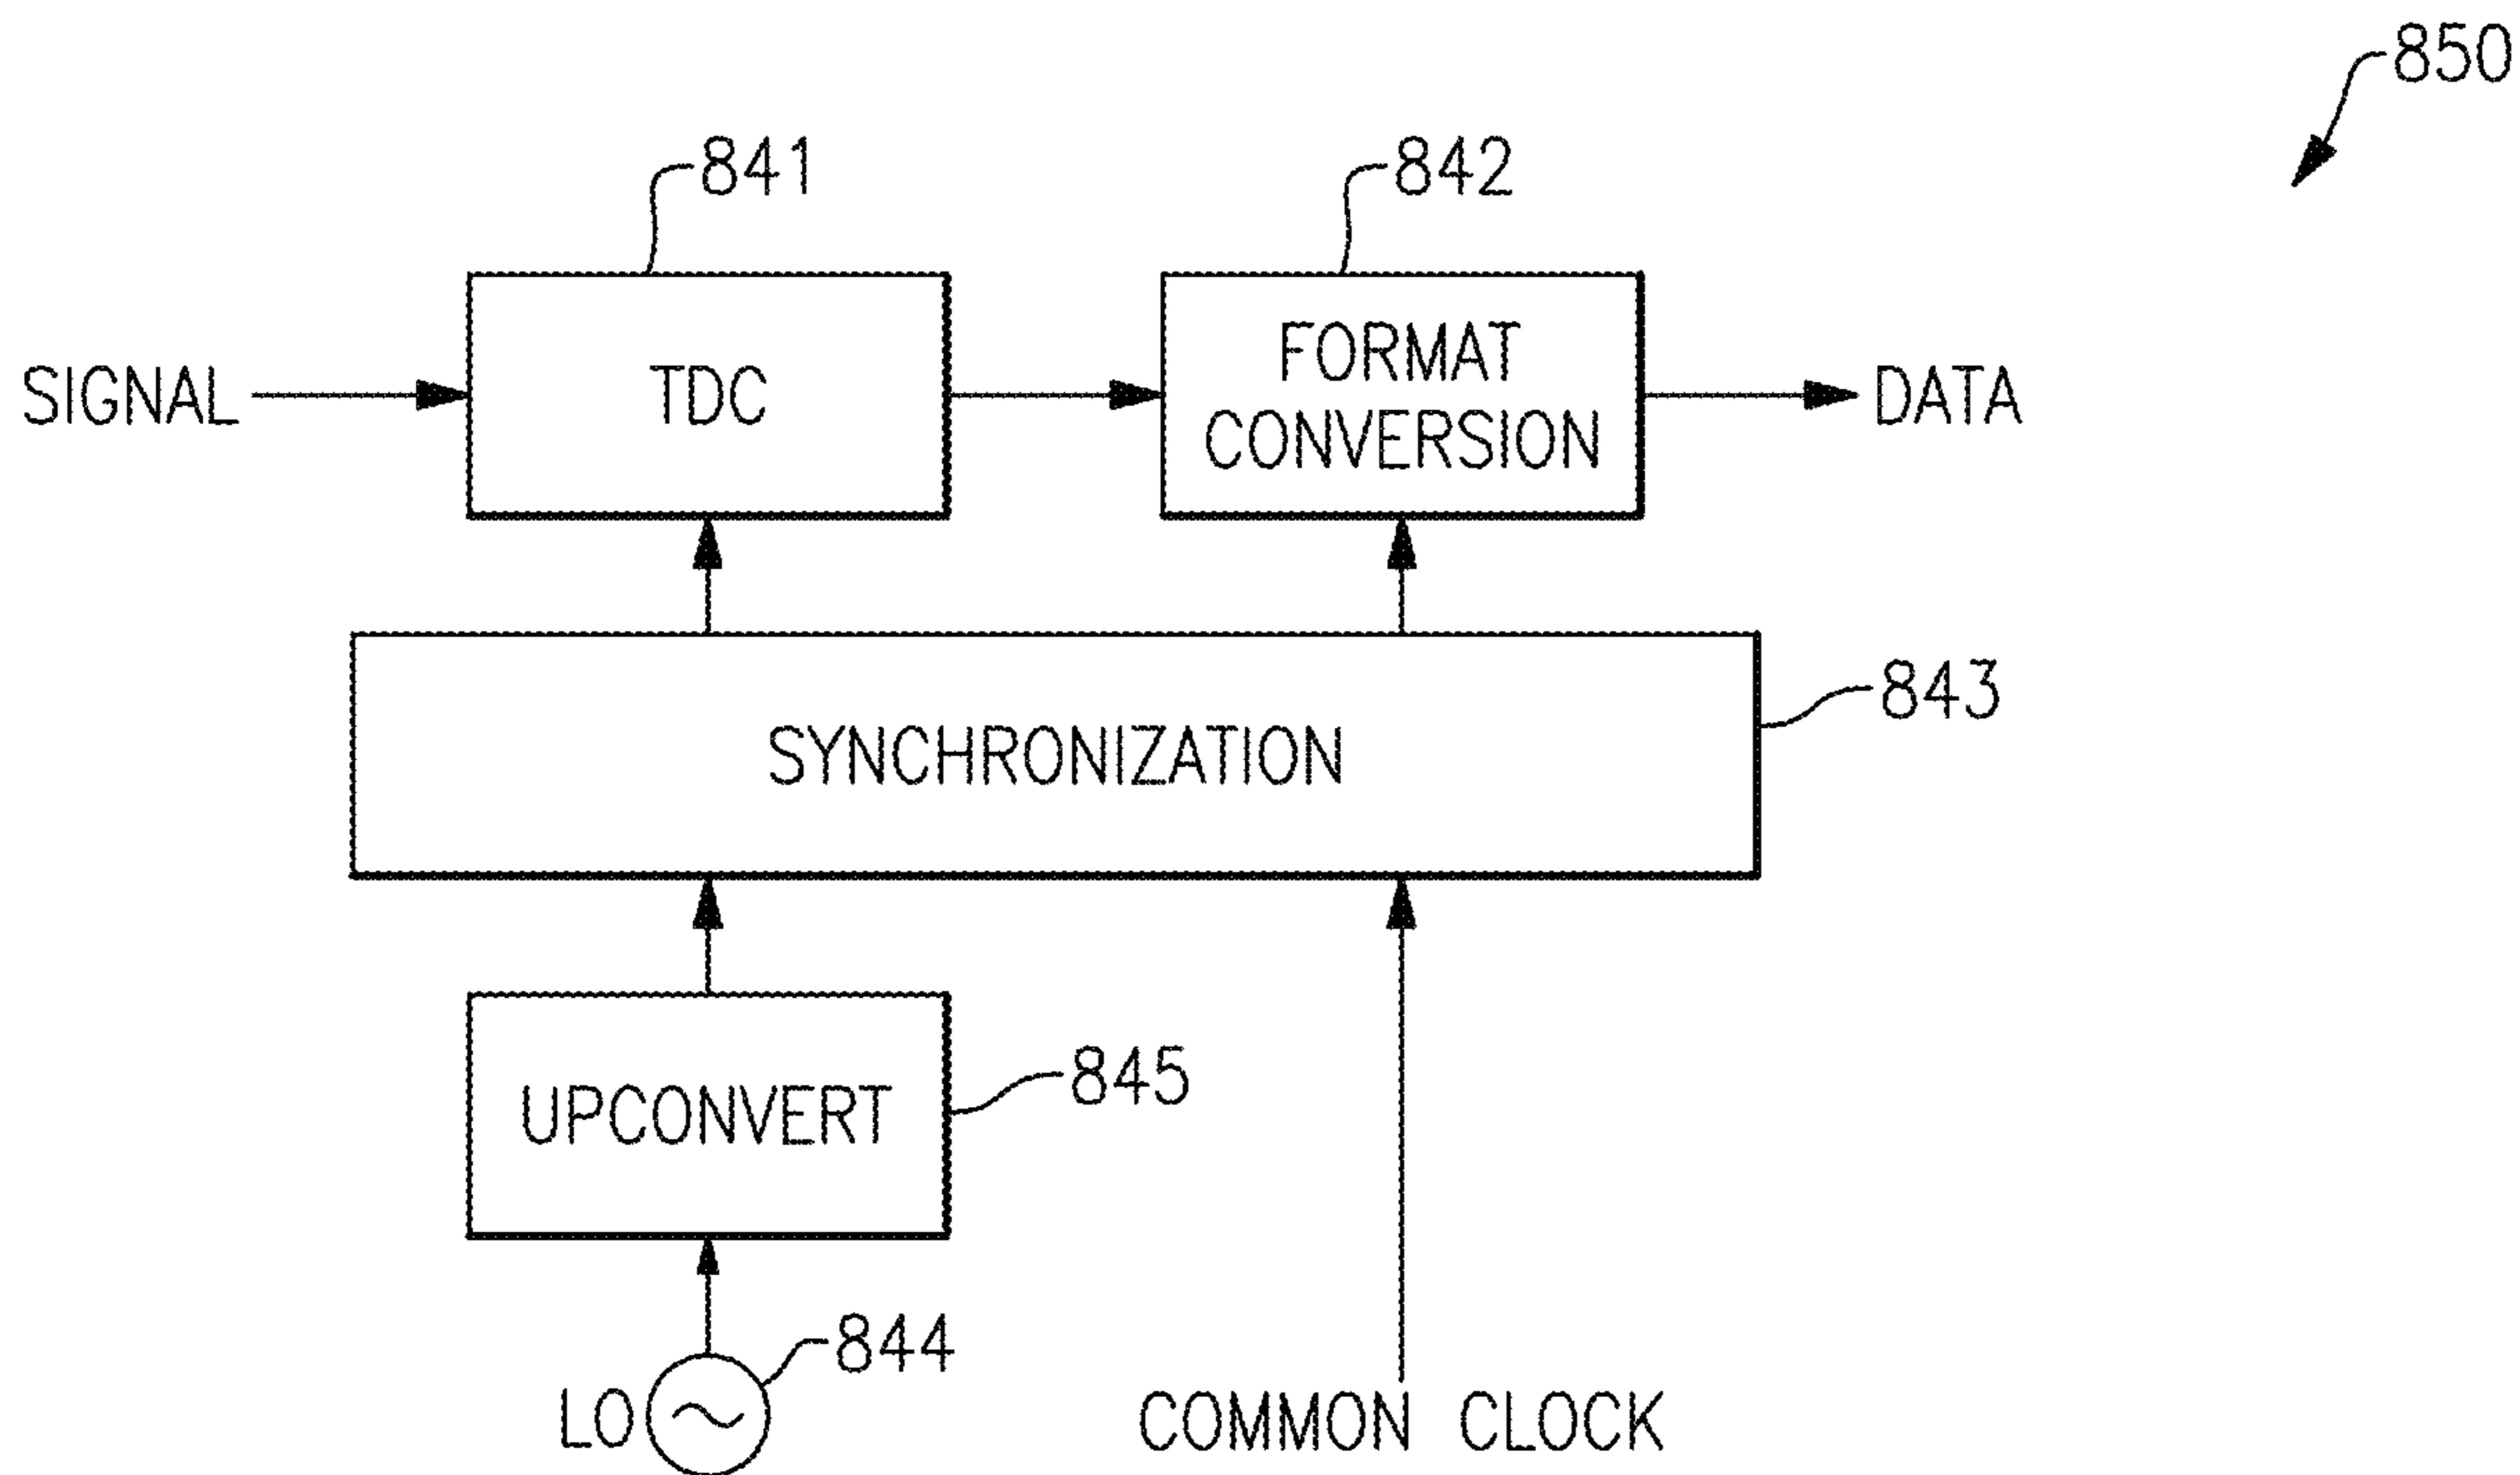 850
841
842
SIGNAL
TDC
FORMAT
CONVERSION
DATA
843
SYNCHRONIZATION
845
UPCONVERT
844
LO
COMMON CLOCK